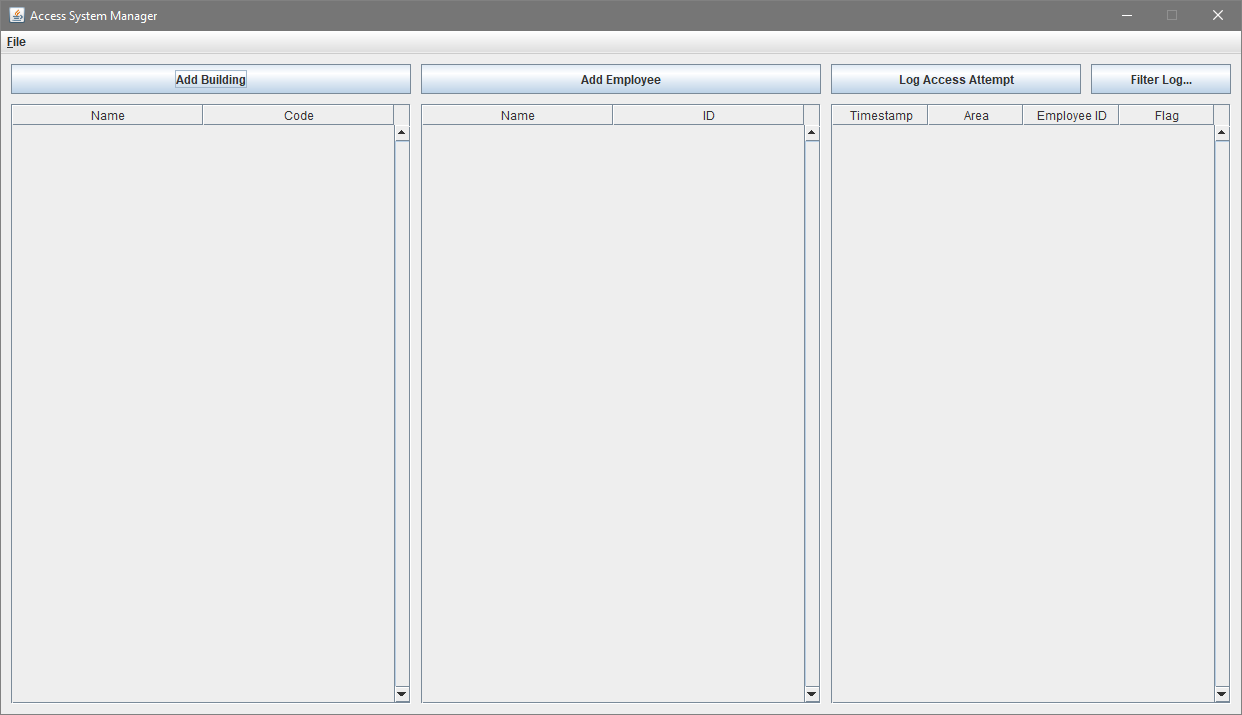 Access System Manager
File
Add Building Add Employee Log Access Attempt Filter Log...
Name Code Name ID Timestamp Area Employee ID Flag